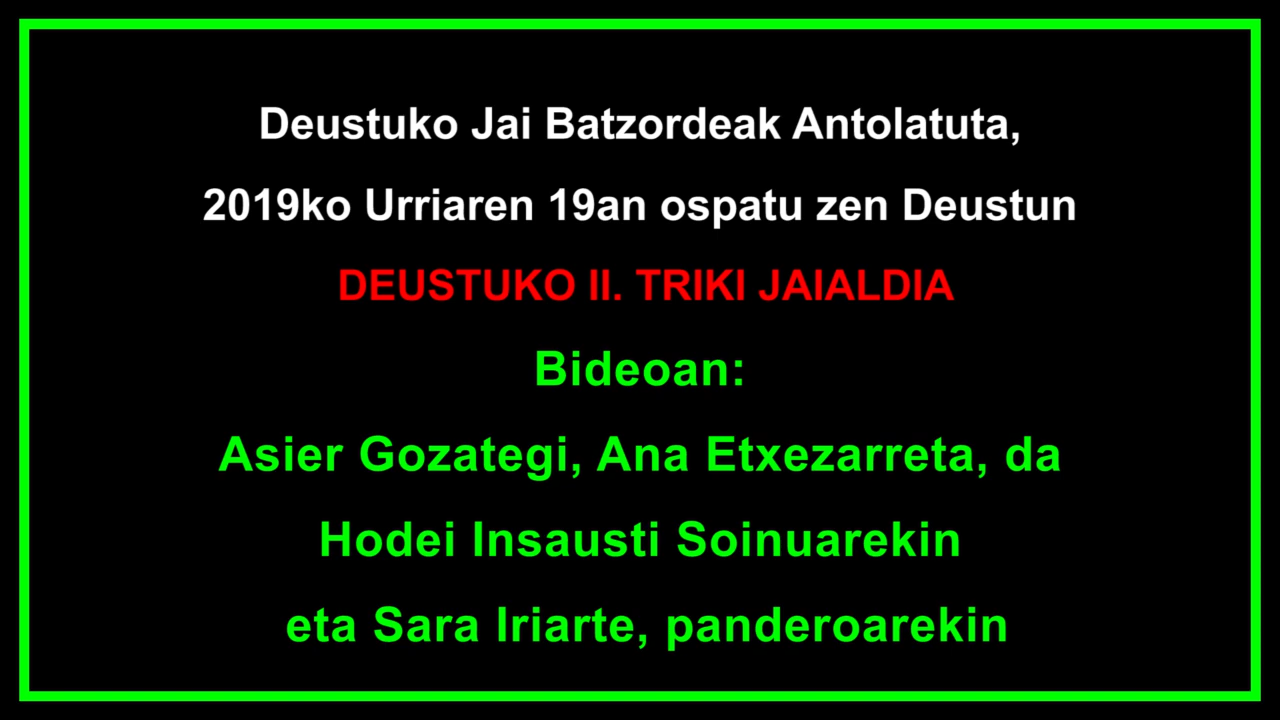 Deustuko Jai Batzordeak Antolatuta,
2019ko Urriaren 19an ospatu zen Deustun
DEUSTUKO II. TRIKI JAIALDIA
Bideoan:
Asier Gozategi, Ana Etxezarreta, da
Hodei Insausti Soinuarekin
eta Sara Iriarte, panderoarekin